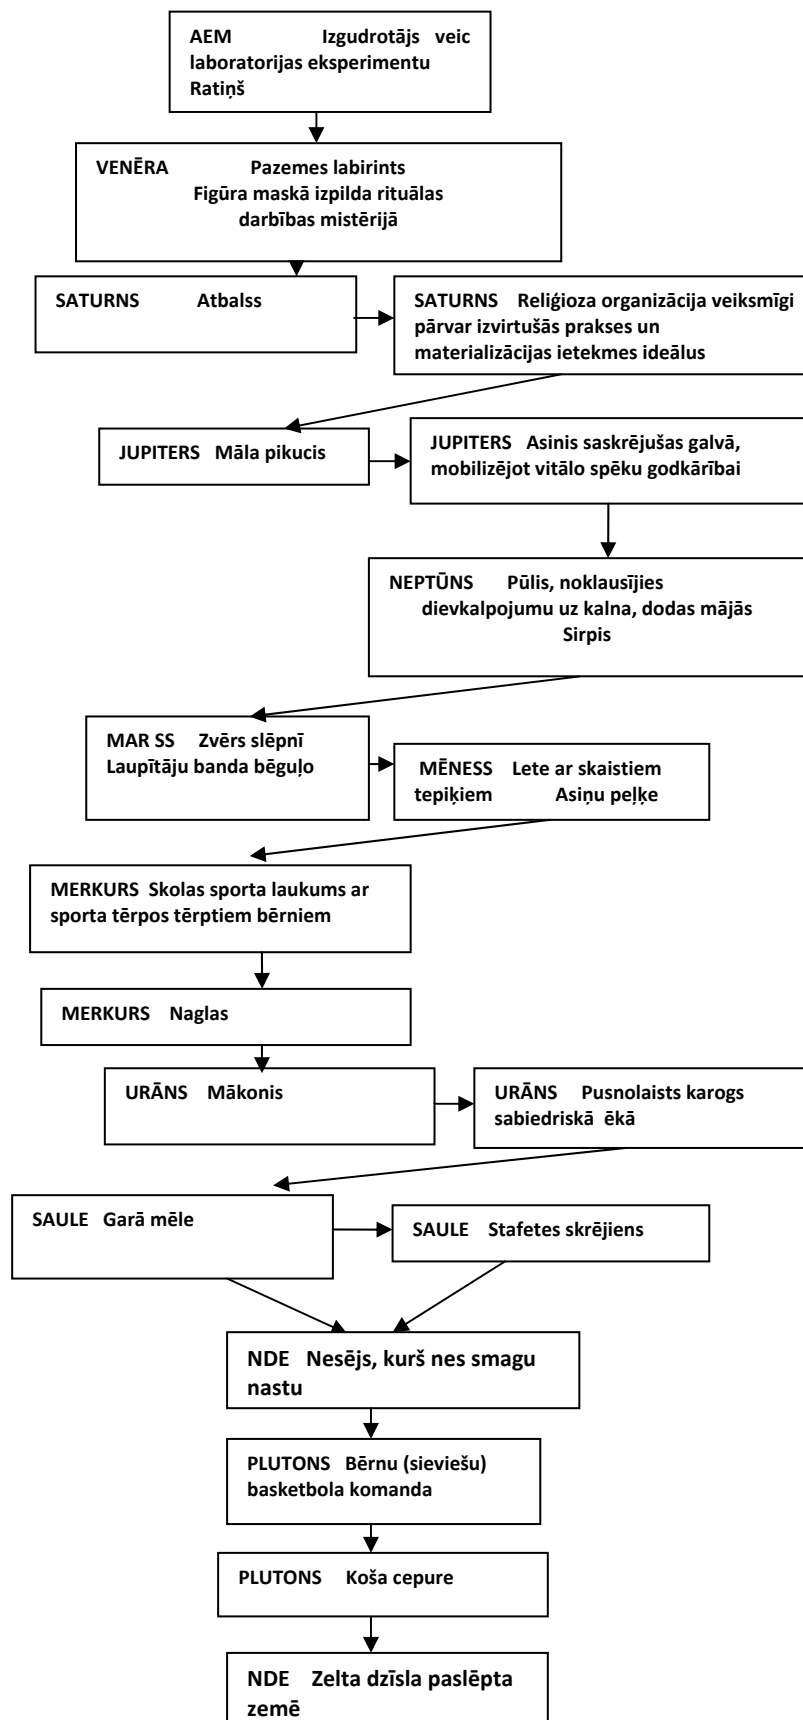 AEM Izgudrotājs veic
laboratorijas eksperimentu
Ratiņš
VENĒRA Pazemes labirints
Figūra maskā izpilda rituālas
darbības mistērijā
SATURNS Atbalss
SATURNS Reliģioza organizācija veiksmīgi
pārvar izvirtušās prakses un
materializācijas ietekmes ideālus
JUPITERS Māla pikucis
JUPITERS Asinis saskrējušas galvā,
mobilizējot vitālo spēku godkārībai
NEPTŪNS Pūlis, noklausījies
dievkalpojumu uz kalna, dodas mājās
Sirpis
MAR SS Zvērs slēpnī
Laupītāju banda bēguļo
MĒNESS Lete ar skaistiem
tepiķiem Asiņu peļķe
MERKURS Skolas sporta laukums ar
sporta tērpos tērptiem bērniem
MERKURS Naglas
URĀNS Mākonis
URĀNS Pusnolaists karogs
sabiedriskā ēkā
SAULE Garā mēle
SAULE Stafetes skrējiens
NDE Nesējs, kurš nes smagu
nastu
PLUTONS Bērnu (sieviešu)
basketbola komanda
PLUTONS Koša cepure
NDE Zelta dzīsla paslēpta
zemē